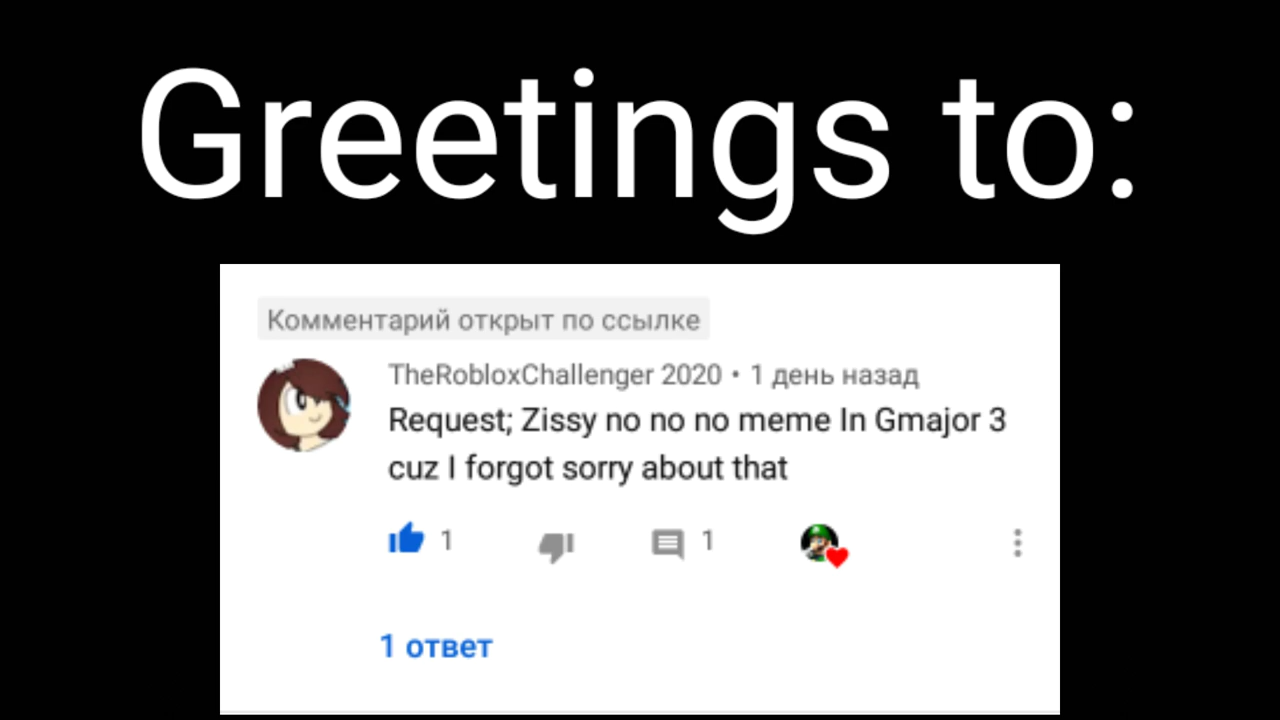 Greetings to:
Комментарий открыт по ссылке
TheRobloxChallenger 2020 • 1 день назад
Request; Zissy no no no meme In Gmajor 3
cuz I forgot sorry about that
1 1
1 ответ